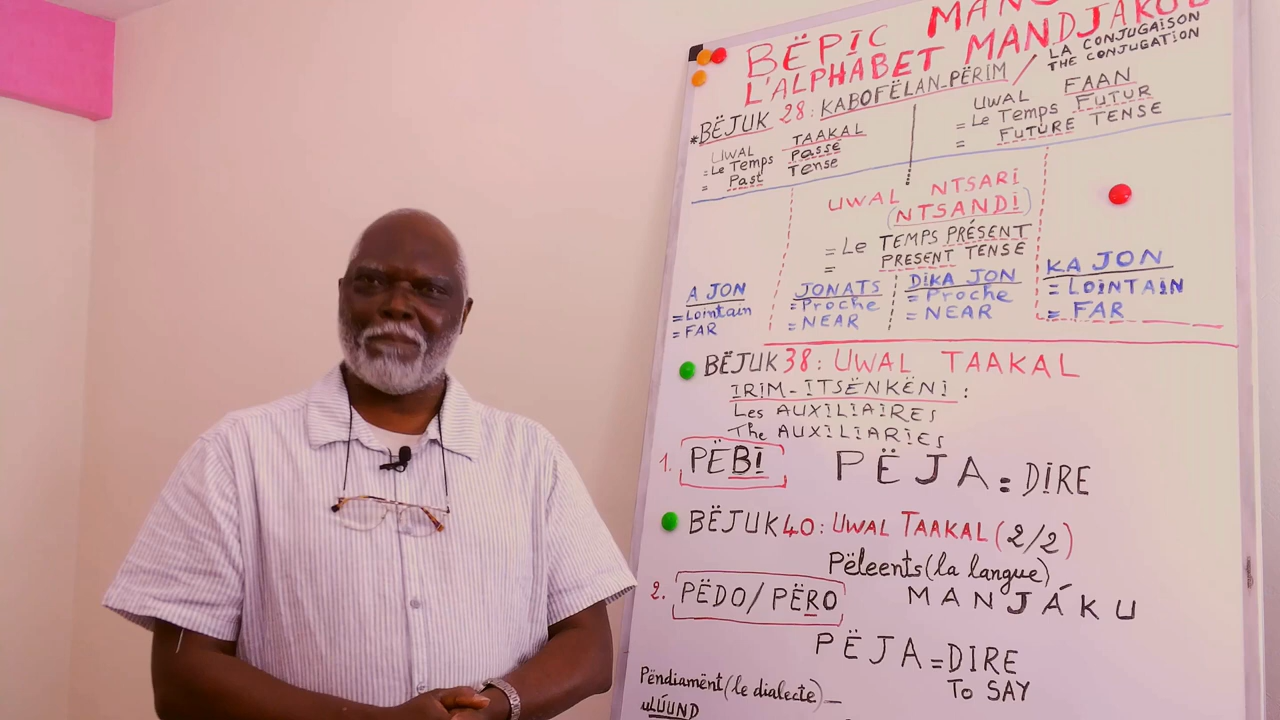 BËPIC MANJ
L'ALPHABET MANDJAKOU
*BËJUK 28: KABOFËLAN-PËRIM / LA CONJUGAISON
THE CONJUGATION
UWAL TAAKAL
= Le Temps Passé
= Past Tense
UWAL FAAN
= Le Temps FUTUR
= FUTURE TENSE
UWAL NTSARI
(NTSANDI)
= Le TEMPS PRÉSENT
= PRESENT TENSE
A JON
= Lointain
= FAR
JONATS
= Proche
= NEAR
DIKA JON
= Proche
= NEAR
KA JON
= LOINTAIN
= FAR
BËJUK 38: UWAL TAAKAL
IRIM-ITSËNKËNI:
Les AUXILIAIRES
The AUXILIARIES
1. PËBI PËJA = DIRE
BËJUK 40: UWAL TAAKAL (2/2)
Pëleents (la langue)
MANJÁKU
2. PËDO/PËRO
PËJA = DIRE
To SAY
Pëndiamënt (le dialecte) —
uLÚUND